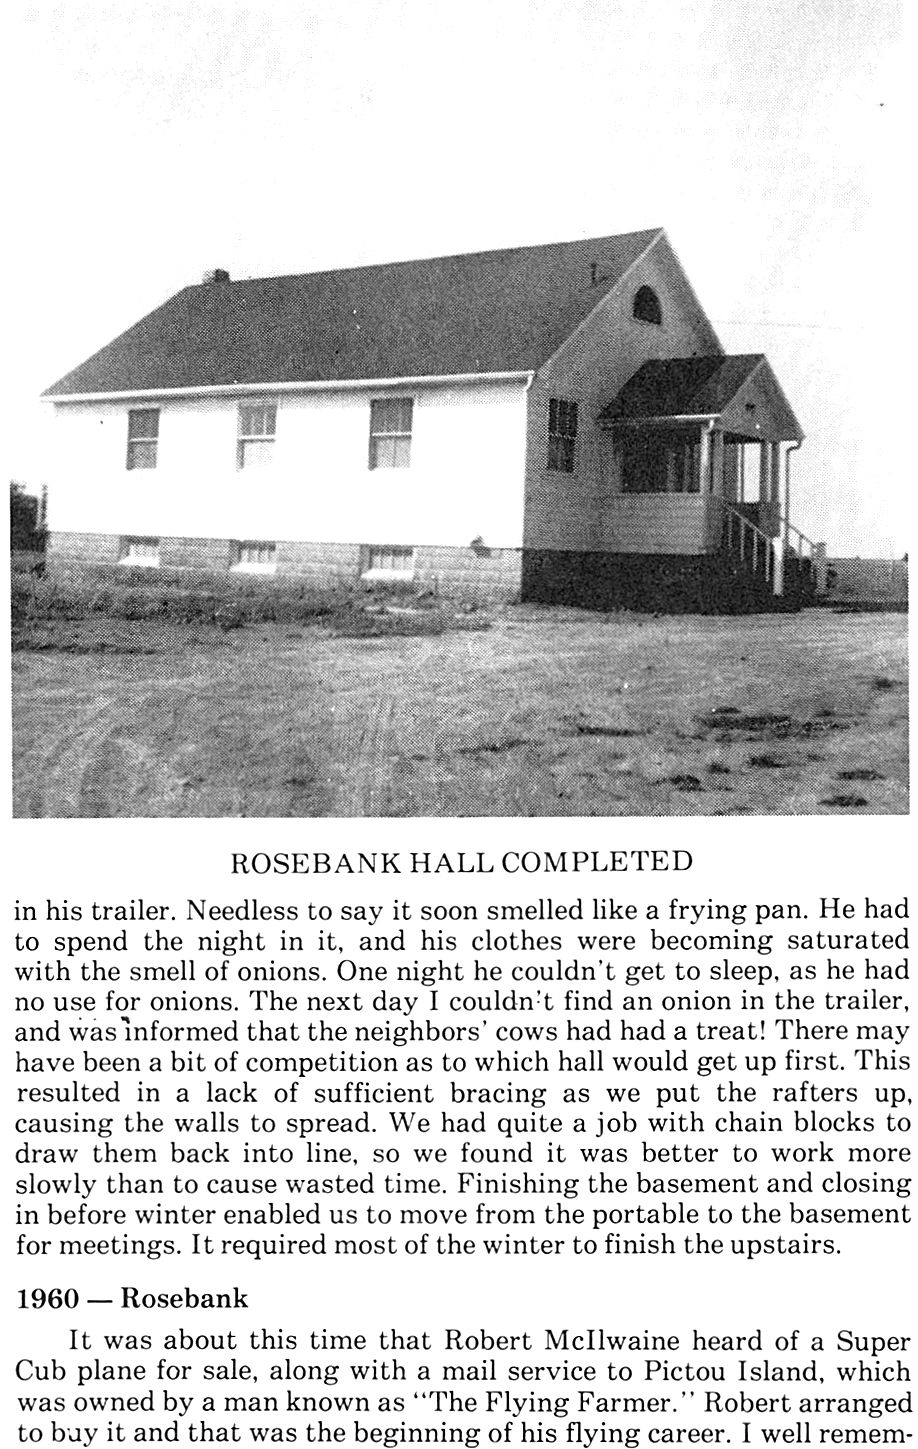 ROSEBANK HALL COMPLETED
in his trailer. Needless to say it soon smelled like a frying pan. He had
to spend the night in it, and his clothes were becoming saturated
with the smell of onions. One night he couldn't get to sleep, as he had
no use for onions. The next day I couldn't find an onion in the trailer,
and was informed that the neighbors' cows had had a treat! There may
have been a bit of competition as to which hall would get up first. This
resulted in a lack of sufficient bracing as we put the rafters up,
causing the walls to spread. We had quite a job with chain blocks to
draw them back into line, so we found it was better to work more
slowly than to cause wasted time. Finishing the basement and closing
in before winter enabled us to move from the portable to the basement
for meetings. It required most of the winter to finish the upstairs.
1960 — Rosebank
It was about this time that Robert McIlwaine heard of a Super
Cub plane for sale, along with a mail service to Pictou Island, which
was owned by a man known as "The Flying Farmer." Robert arranged
to buy it and that was the beginning of his flying career. I well remem-